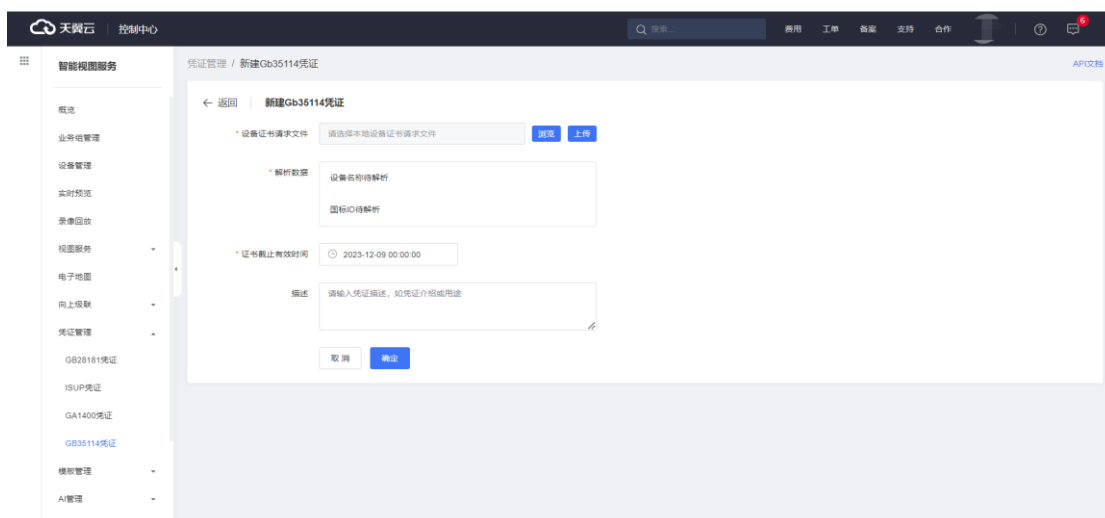 天翼云 控制中心 搜索... 费用 工单 备案 支持 合作 6
智能视图服务
凭证管理 / 新建Gb35114凭证 API文档
← 返回 新建Gb35114凭证
概览
业务组管理
设备管理
实时预览
录像回放
视图服务
电子地图
向上级联
凭证管理
GB28181凭证
ISUP凭证
GA1400凭证
GB35114凭证
模板管理
AI管理
* 设备证书请求文件 请选择本地设备证书请求文件 浏览 上传
* 解析数据 设备名称待解析
国标ID待解析
* 证书截止有效时间 2023-12-09 00:00:00
描述 请输入凭证描述，如凭证介绍或用途
取 消 确定